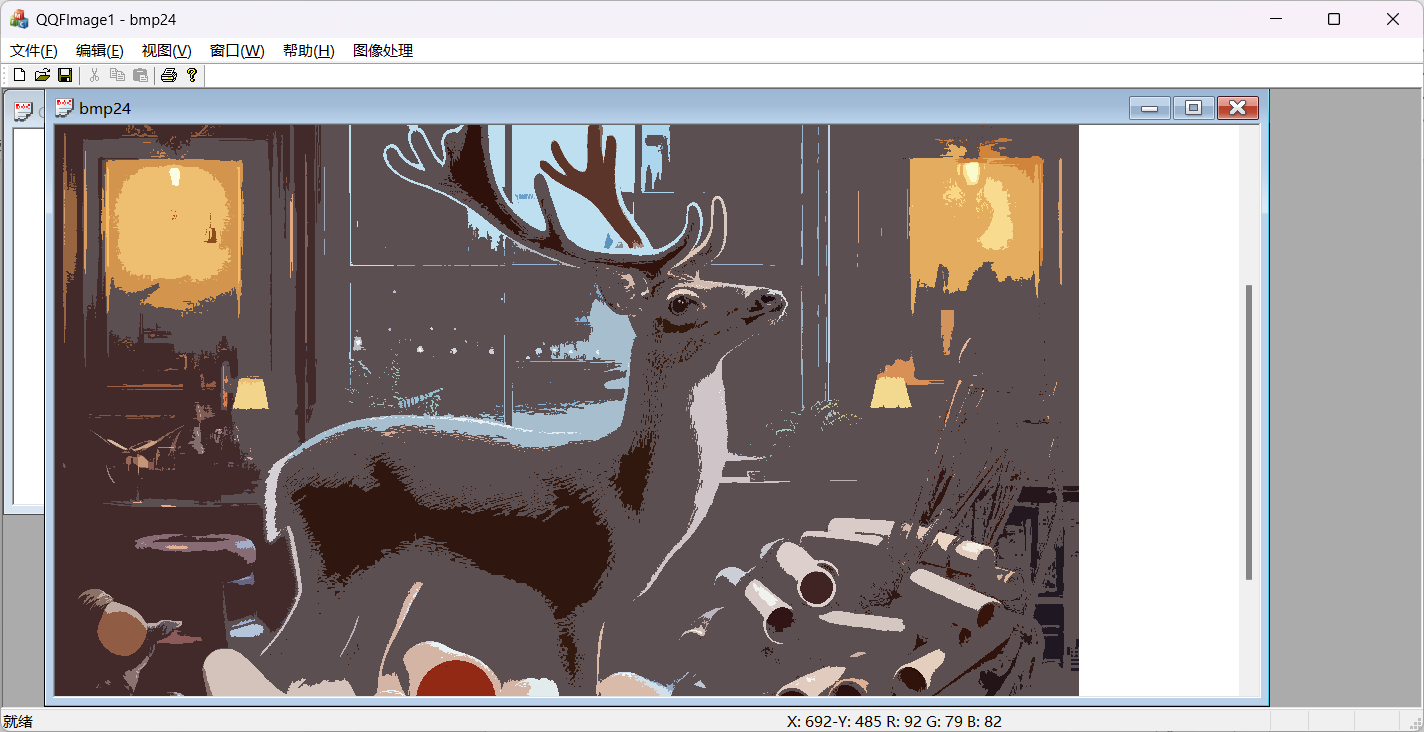 QQFImage1 - bmp24
文件(F) 编辑(E) 视图(V) 窗口(W) 帮助(H) 图像处理
bmp24
就绪 X: 692-Y: 485 R: 92 G: 79 B: 82